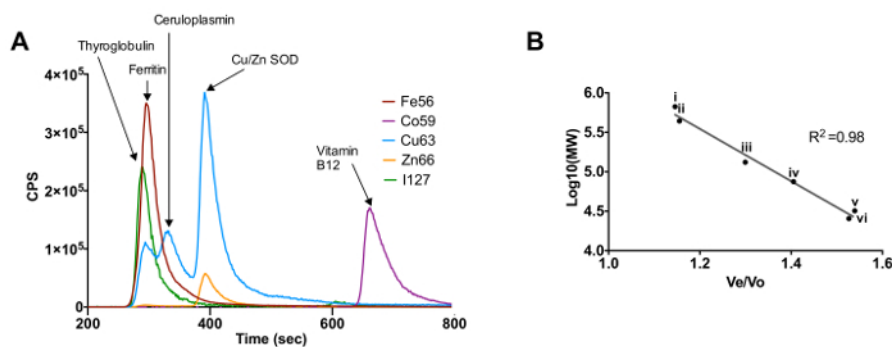 A
B
Ceruloplasmin
Thyroglobulin
Ferritin
Cu/Zn SOD
4×10⁵
3×10⁵
2×10⁵
1×10⁵
0
CPS
Fe56
Co59
Cu63
Zn66
I127
Vitamin
B12
200
400
600
800
Time (sec)
6.0
5.5
5.0
4.5
4.0
Log10(MW)
i
ii
iii
iv
v
vi
R²=0.98
1.0
1.2
1.4
1.6
Ve/Vo